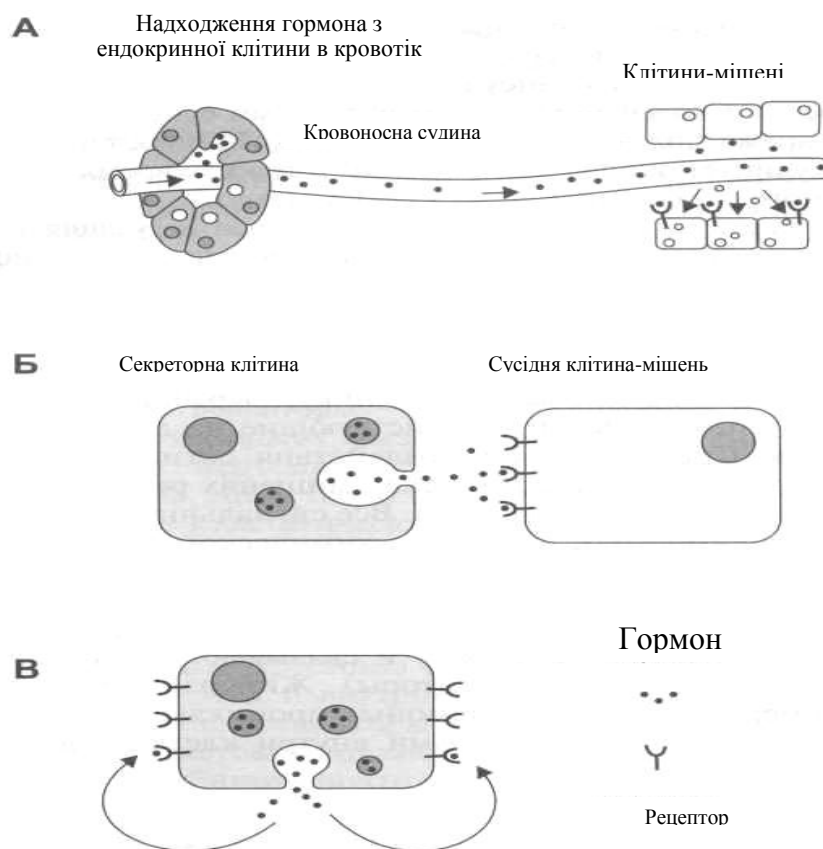 А
Надходження гормона з
ендокринної клітини в кровотік
Клітини-мішені
Кровоносна судина
Б
Секреторна клітина
Сусідня клітина-мішень
В
Гормон
Рецептор